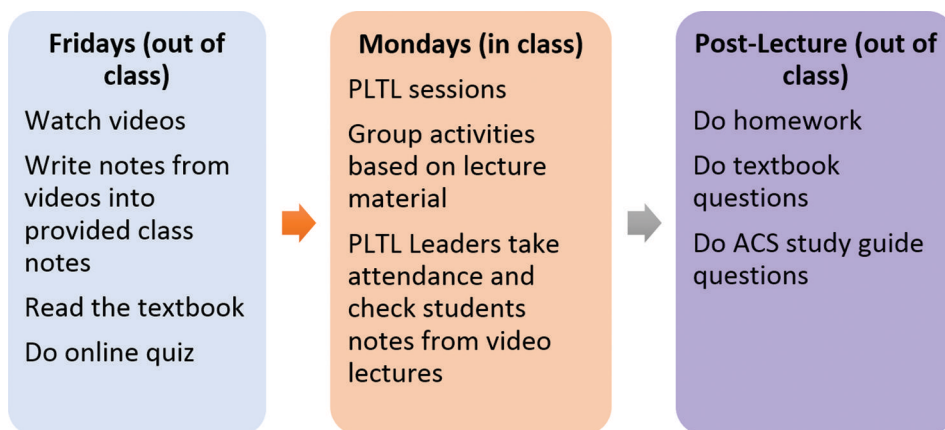 Fridays (out of
class)
Watch videos
Write notes from
videos into
provided class
notes
Read the textbook
Do online quiz
Mondays (in class)
PLTL sessions
Group activities
based on lecture
material
PLTL Leaders take
attendance and
check students
notes from video
lectures
Post-Lecture (out of
class)
Do homework
Do textbook
questions
Do ACS study guide
questions